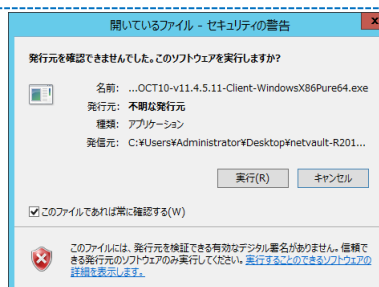 開いているファイル - セキュリティの警告
x
発行元を確認できませんでした。このソフトウェアを実行しますか?
名前: ...OCT10-v11.4.5.11-Client-WindowsX86Pure64.exe
発行元: 不明な発行元
種類: アプリケーション
発信元: C:¥Users¥Administrator¥Desktop¥netvault-R201...
実行(R) キャンセル
このファイルであれば常に確認する(W)
このファイルには、発行元を検証できる有効なデジタル署名がありません。信頼で
きる発行元のソフトウェアのみ実行してください。実行することのできるソフトウェアの
詳細を表示します。